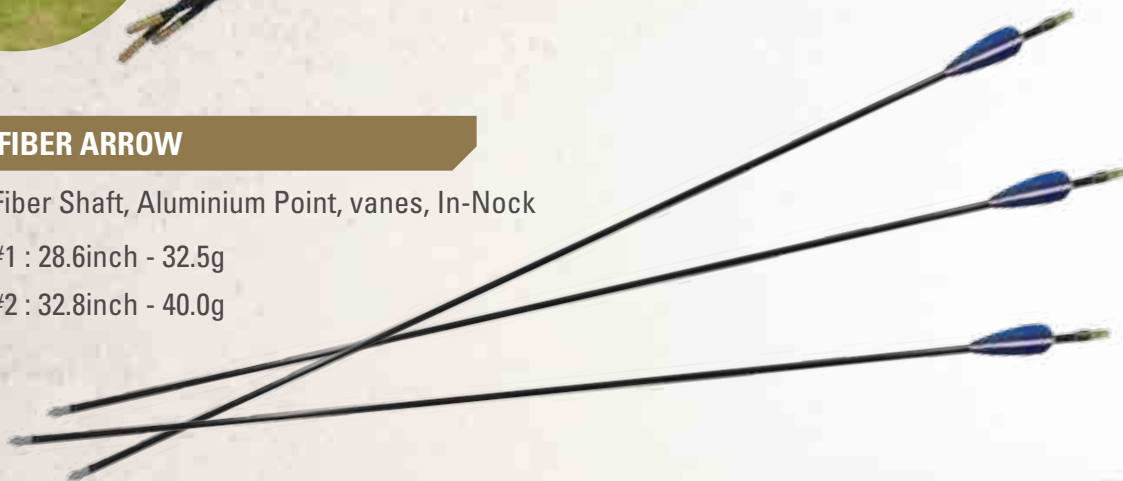 FIBER ARROW
Fiber Shaft, Aluminium Point, vanes, In-Nock
#1 : 28.6inch - 32.5g
#2 : 32.8inch - 40.0g